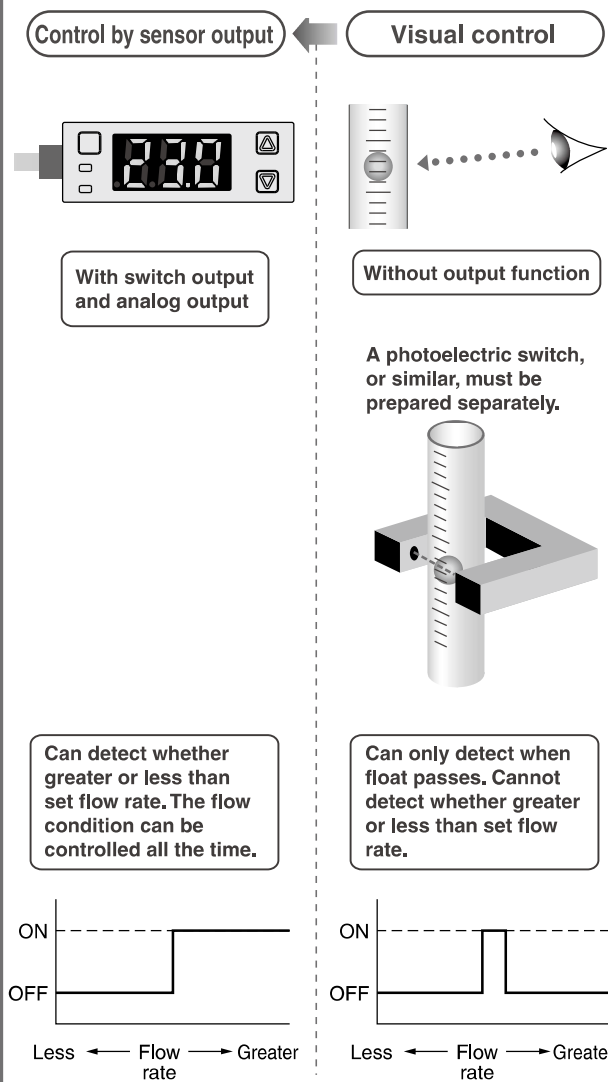 Control by sensor output
Visual control
23.0
With switch output
and analog output
Without output function
A photoelectric switch,
or similar, must be
prepared separately.
Can detect whether
greater or less than
set flow rate. The flow
condition can be
controlled all the time.
Can only detect when
float passes. Cannot
detect whether greater
or less than set flow
rate.
ON
OFF
Less
Flow
rate
Greater
ON
OFF
Less
Flow
rate
Greate